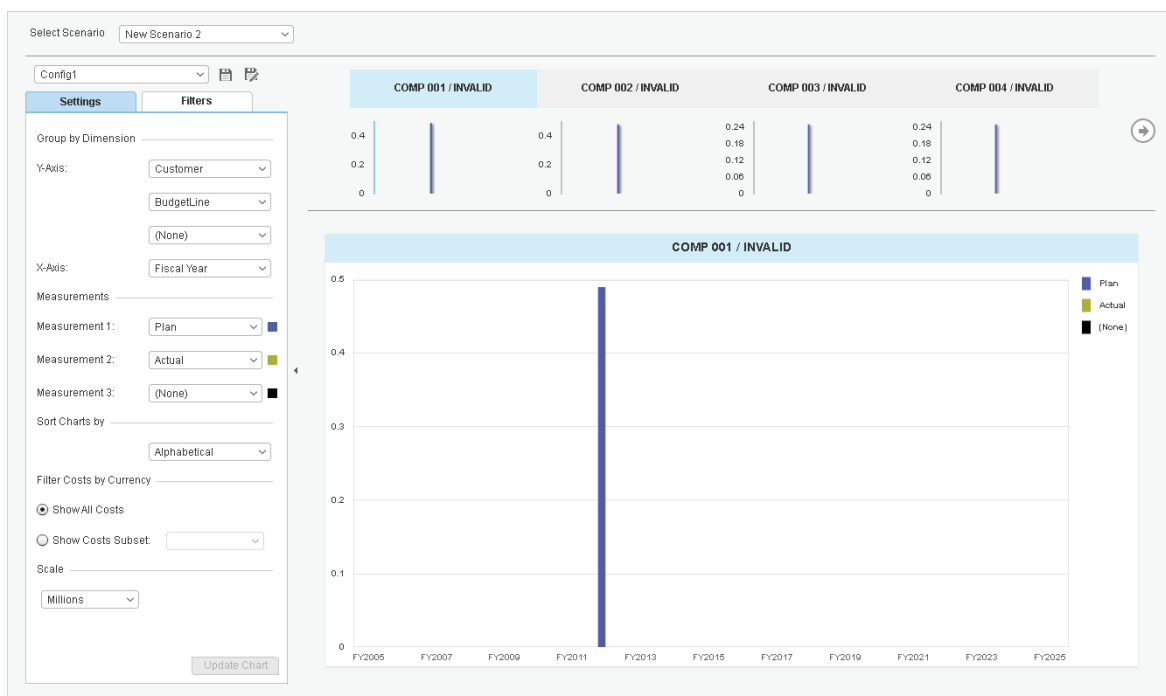 Select Scenario New Scenario 2
Config1
Settings Filters
Group by Dimension
Y-Axis: Customer
BudgetLine
(None)
X-Axis: Fiscal Year
Measurements
Measurement 1: Plan
Measurement 2: Actual
Measurement 3: (None)
Sort Charts by
Alphabetical
Filter Costs by Currency
Show All Costs
Show Costs Subset:
Scale
Millions
Update Chart
COMP 001 / INVALID COMP 002 / INVALID COMP 003 / INVALID COMP 004 / INVALID
0.4
0.2
0
0.4
0.2
0
0.24
0.18
0.12
0.06
0
0.24
0.18
0.12
0.06
0
COMP 001 / INVALID
0.5
0.4
0.3
0.2
0.1
0
FY2005 FY2007 FY2009 FY2011 FY2013 FY2015 FY2017 FY2019 FY2021 FY2023 FY2025
Plan
Actual
(None)